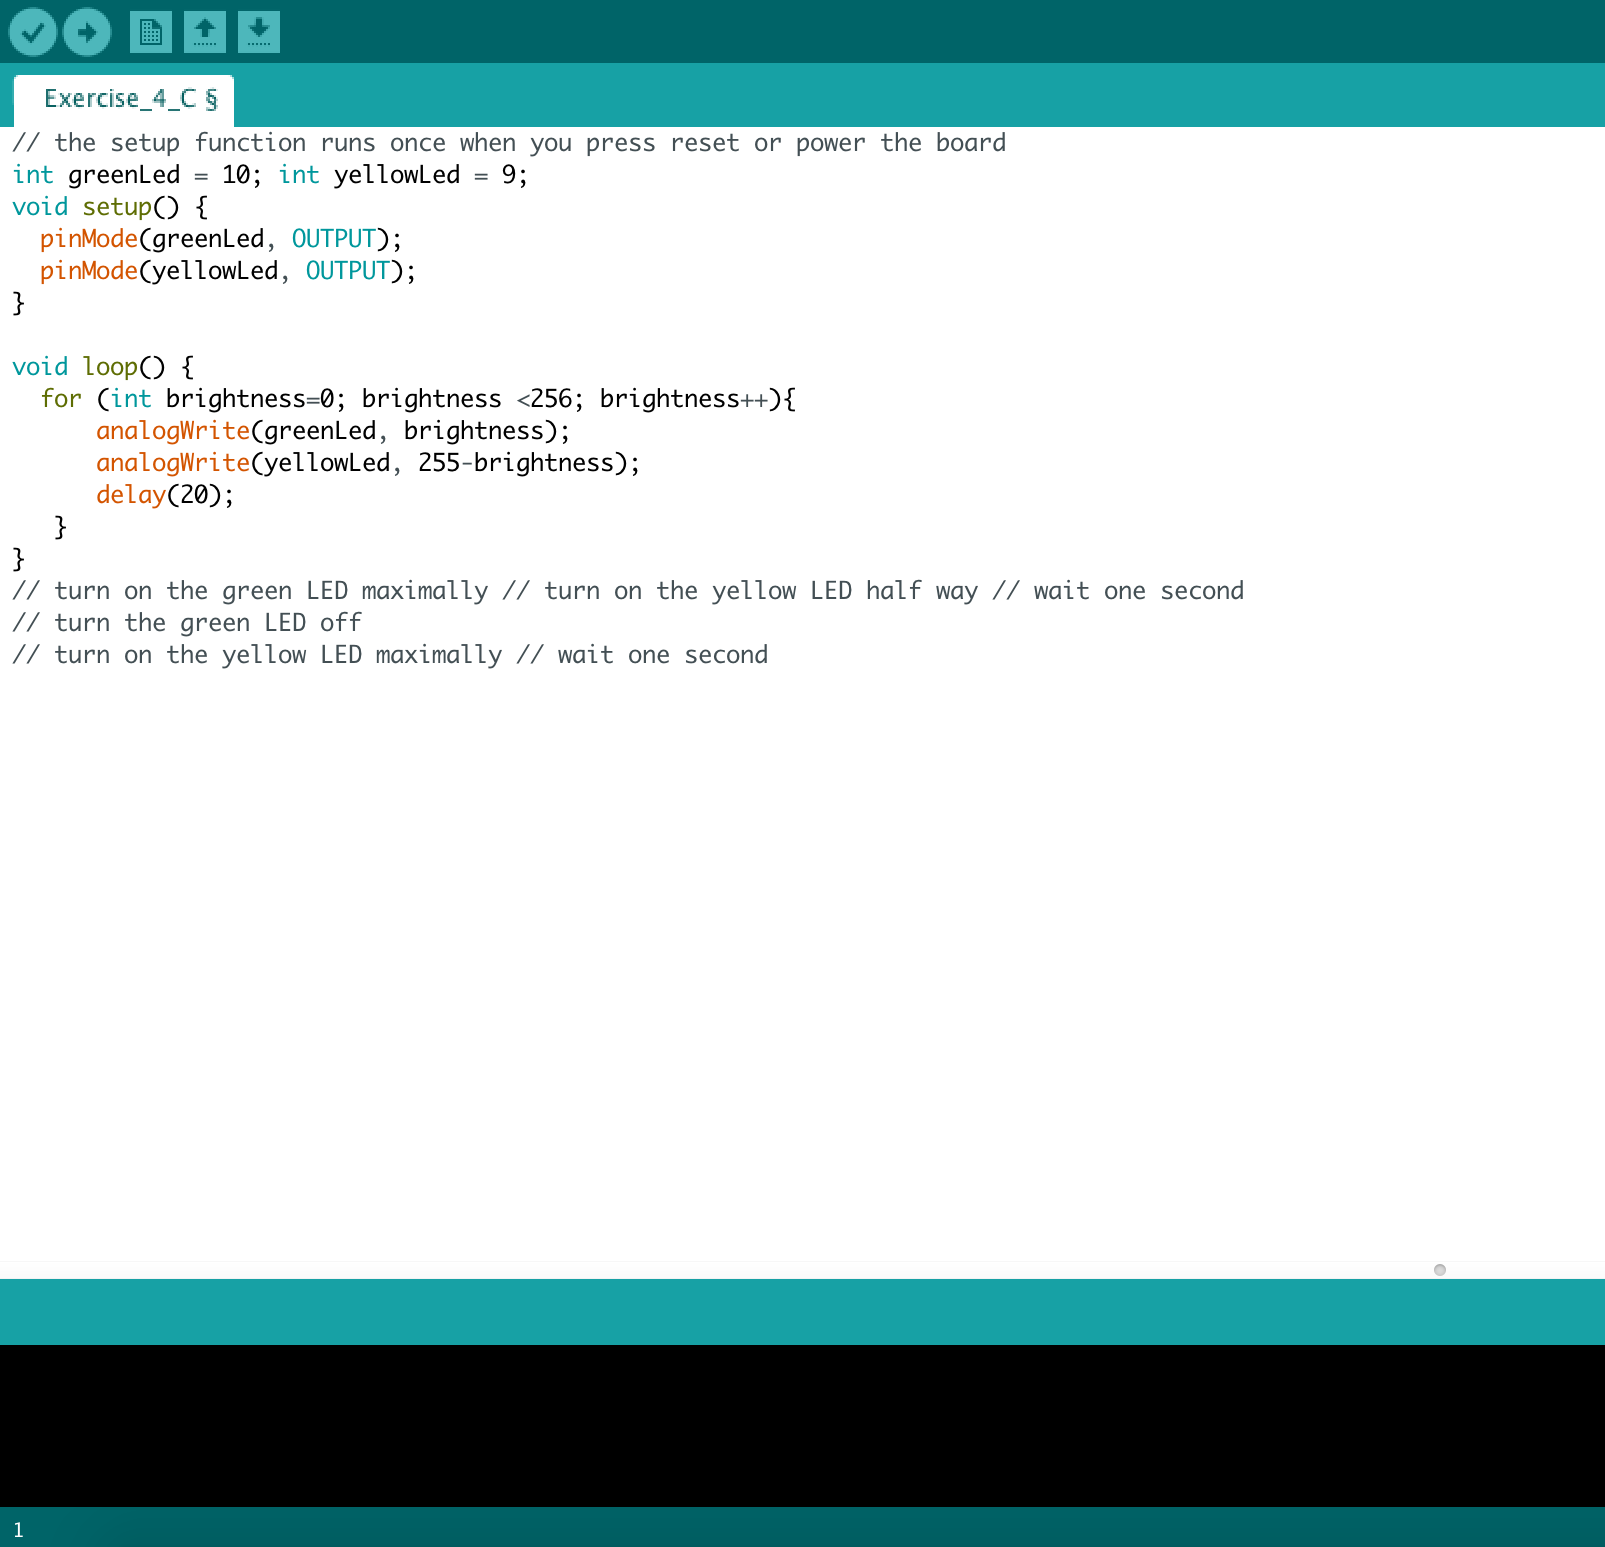 Exercise_4_C §
// the setup function runs once when you press reset or power the board
int greenLed = 10; int yellowLed = 9;
void setup() {
  pinMode(greenLed, OUTPUT);
  pinMode(yellowLed, OUTPUT);
}

void loop() {
  for (int brightness=0; brightness <256; brightness++){
      analogWrite(greenLed, brightness);
      analogWrite(yellowLed, 255-brightness);
      delay(20);
   }
}
// turn on the green LED maximally // turn on the yellow LED half way // wait one second
// turn the green LED off
// turn on the yellow LED maximally // wait one second
1